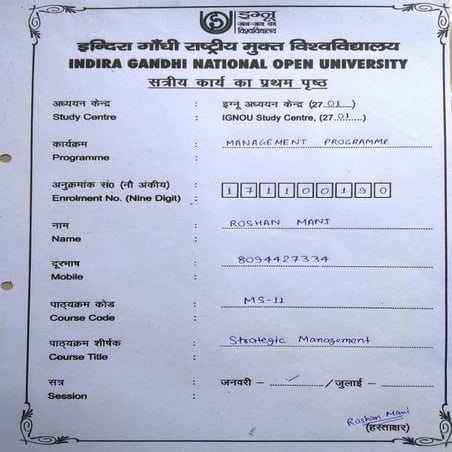 इग्नू
जन-जन का
विश्वविद्यालय
इन्दिरा गाँधी राष्ट्रीय मुक्त विश्वविद्यालय
INDIRA GANDHI NATIONAL OPEN UNIVERSITY
सत्रीय कार्य का प्रथम पृष्ठ
अध्ययन केन्द्र : इग्नू अध्ययन केन्द्र (27 01)
Study Centre : IGNOU Study Centre, (27 01)
कार्यक्रम : MANAGEMENT PROGRAMME
Programme :
अनुक्रमांक सं0 (नौ अंकीय) : 171100190
Enrolment No. (Nine Digit) :
नाम : ROSHAN MANI
Name :
दूरभाष : 8094427334
Mobile :
पाठ्यक्रम कोड : MS-11
Course Code :
पाठ्यक्रम शीर्षक : Strategic Management
Course Title :
सत्र : जनवरी – ✓ /जुलाई –
Session :
Roshan Mani
(हस्ताक्षर)